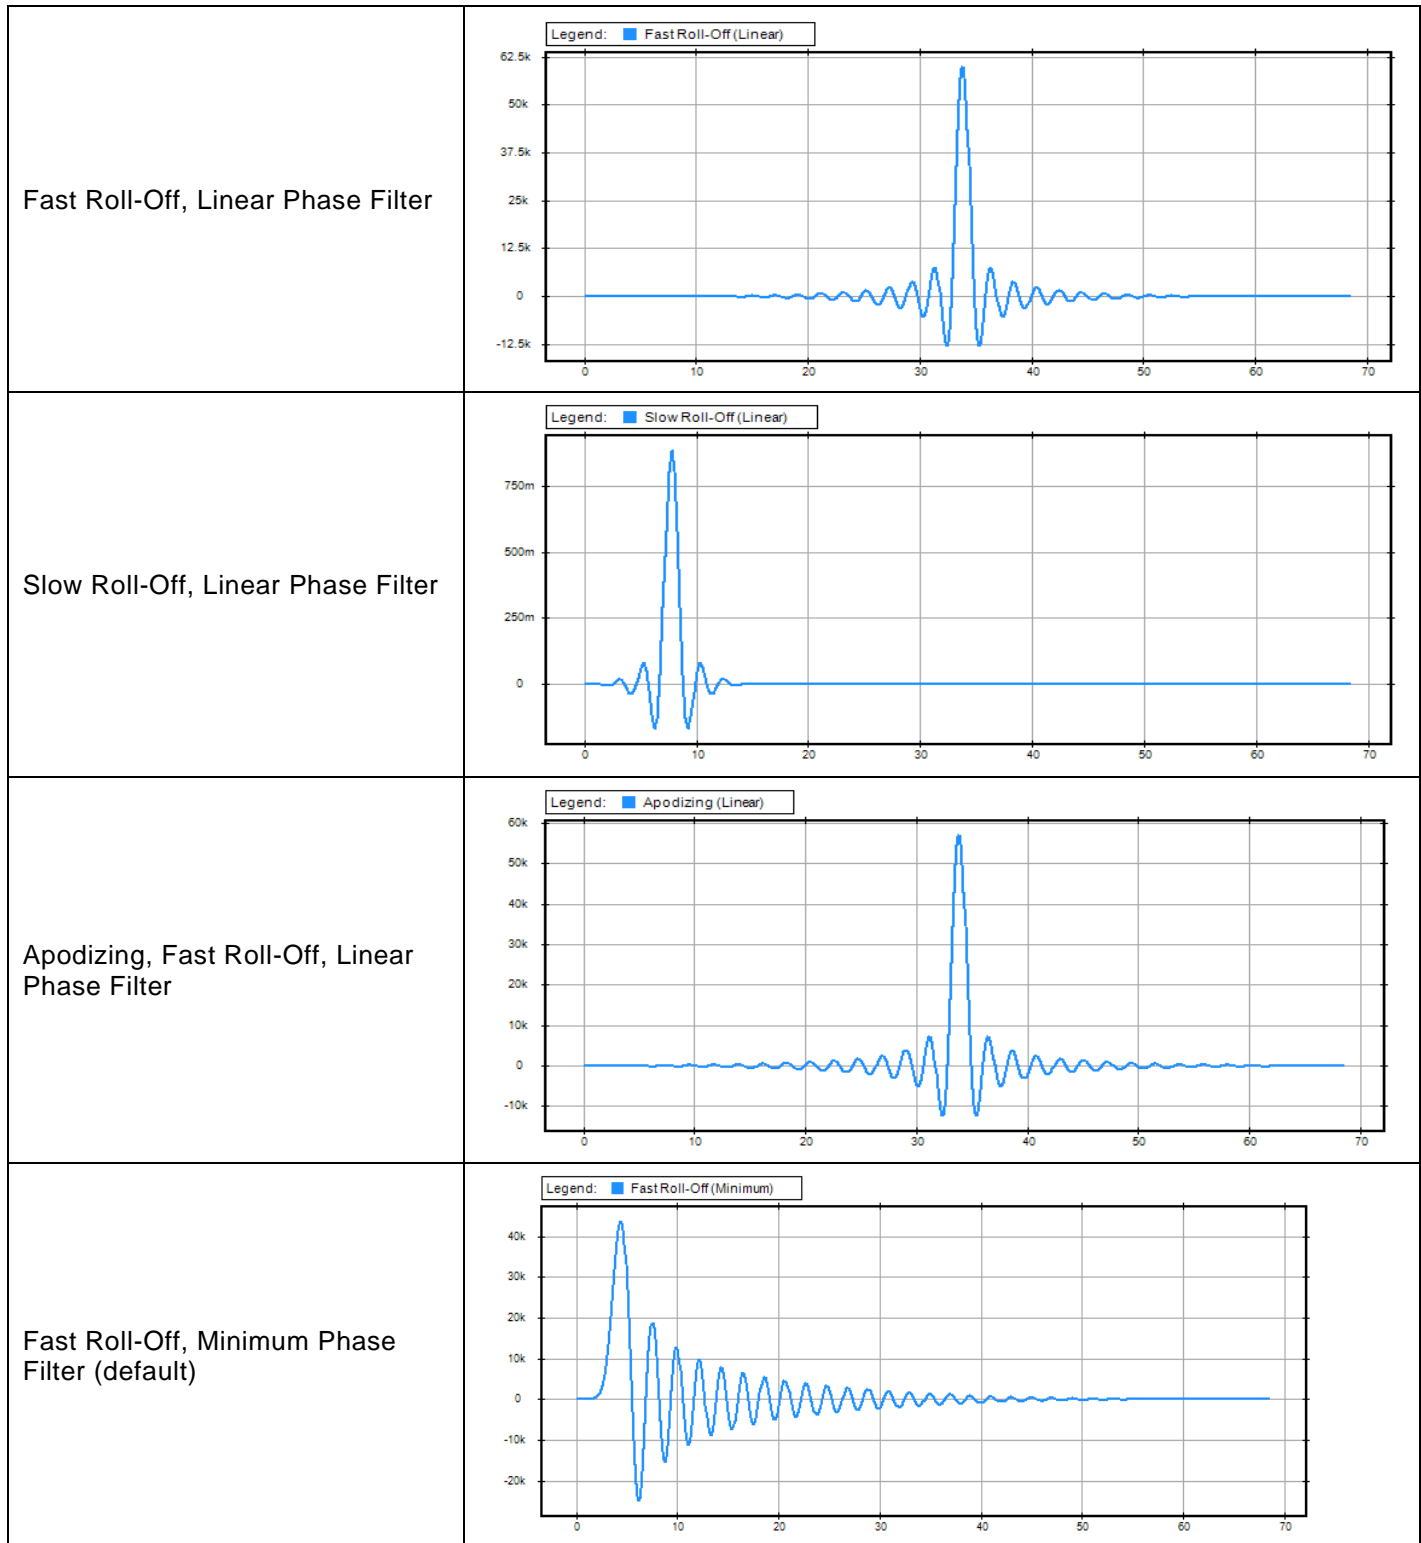 Legend: Fast Roll-Off (Linear)
62.5k
50k
37.5k
25k
12.5k
0
-12.5k
0 10 20 30 40 50 60 70
Fast Roll-Off, Linear Phase Filter
Legend: Slow Roll-Off (Linear)
750m
500m
250m
0
0 10 20 30 40 50 60 70
Slow Roll-Off, Linear Phase Filter
Legend: Apodizing (Linear)
60k
50k
40k
30k
20k
10k
0
-10k
0 10 20 30 40 50 60 70
Apodizing, Fast Roll-Off, Linear
Phase Filter
Legend: Fast Roll-Off (Minimum)
40k
30k
20k
10k
0
-10k
-20k
0 10 20 30 40 50 60 70
Fast Roll-Off, Minimum Phase
Filter (default)